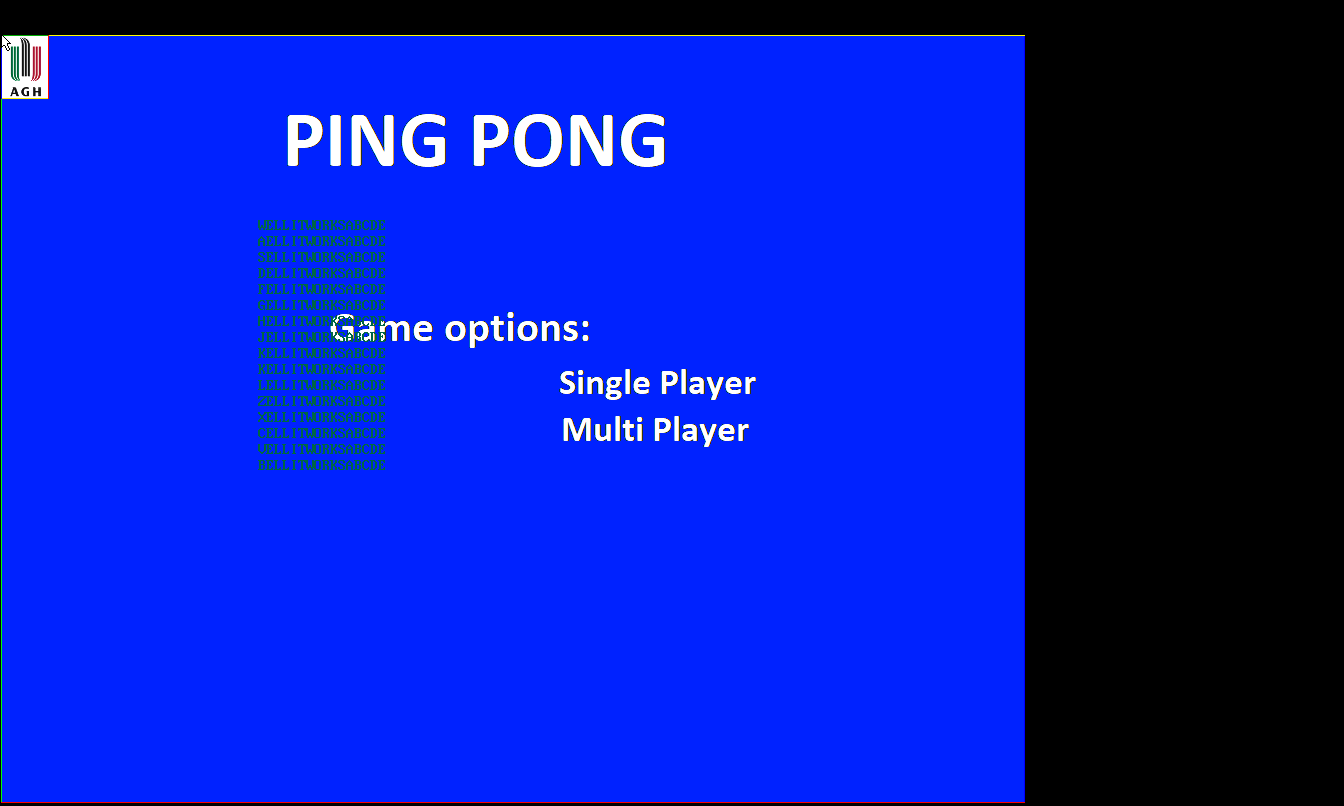 AGH
PING PONG
WELLITWORKSABCDE
AELLITWORKSABCDE
SELLITWORKSABCDE
DELLITWORKSABCDE
FELLITWORKSABCDE
GELLITWORKSABCDE
HELLITWORKSABCDE
Game options:
JELLITWORKSABCDE
KELLITWORKSABCDE
KELLITWORKSABCDE
LELLITWORKSABCDE
Single Player
ZELLITWORKSABCDE
XELLITWORKSABCDE
CELLITWORKSABCDE
Multi Player
VELLITWORKSABCDE
BELLITWORKSABCDE